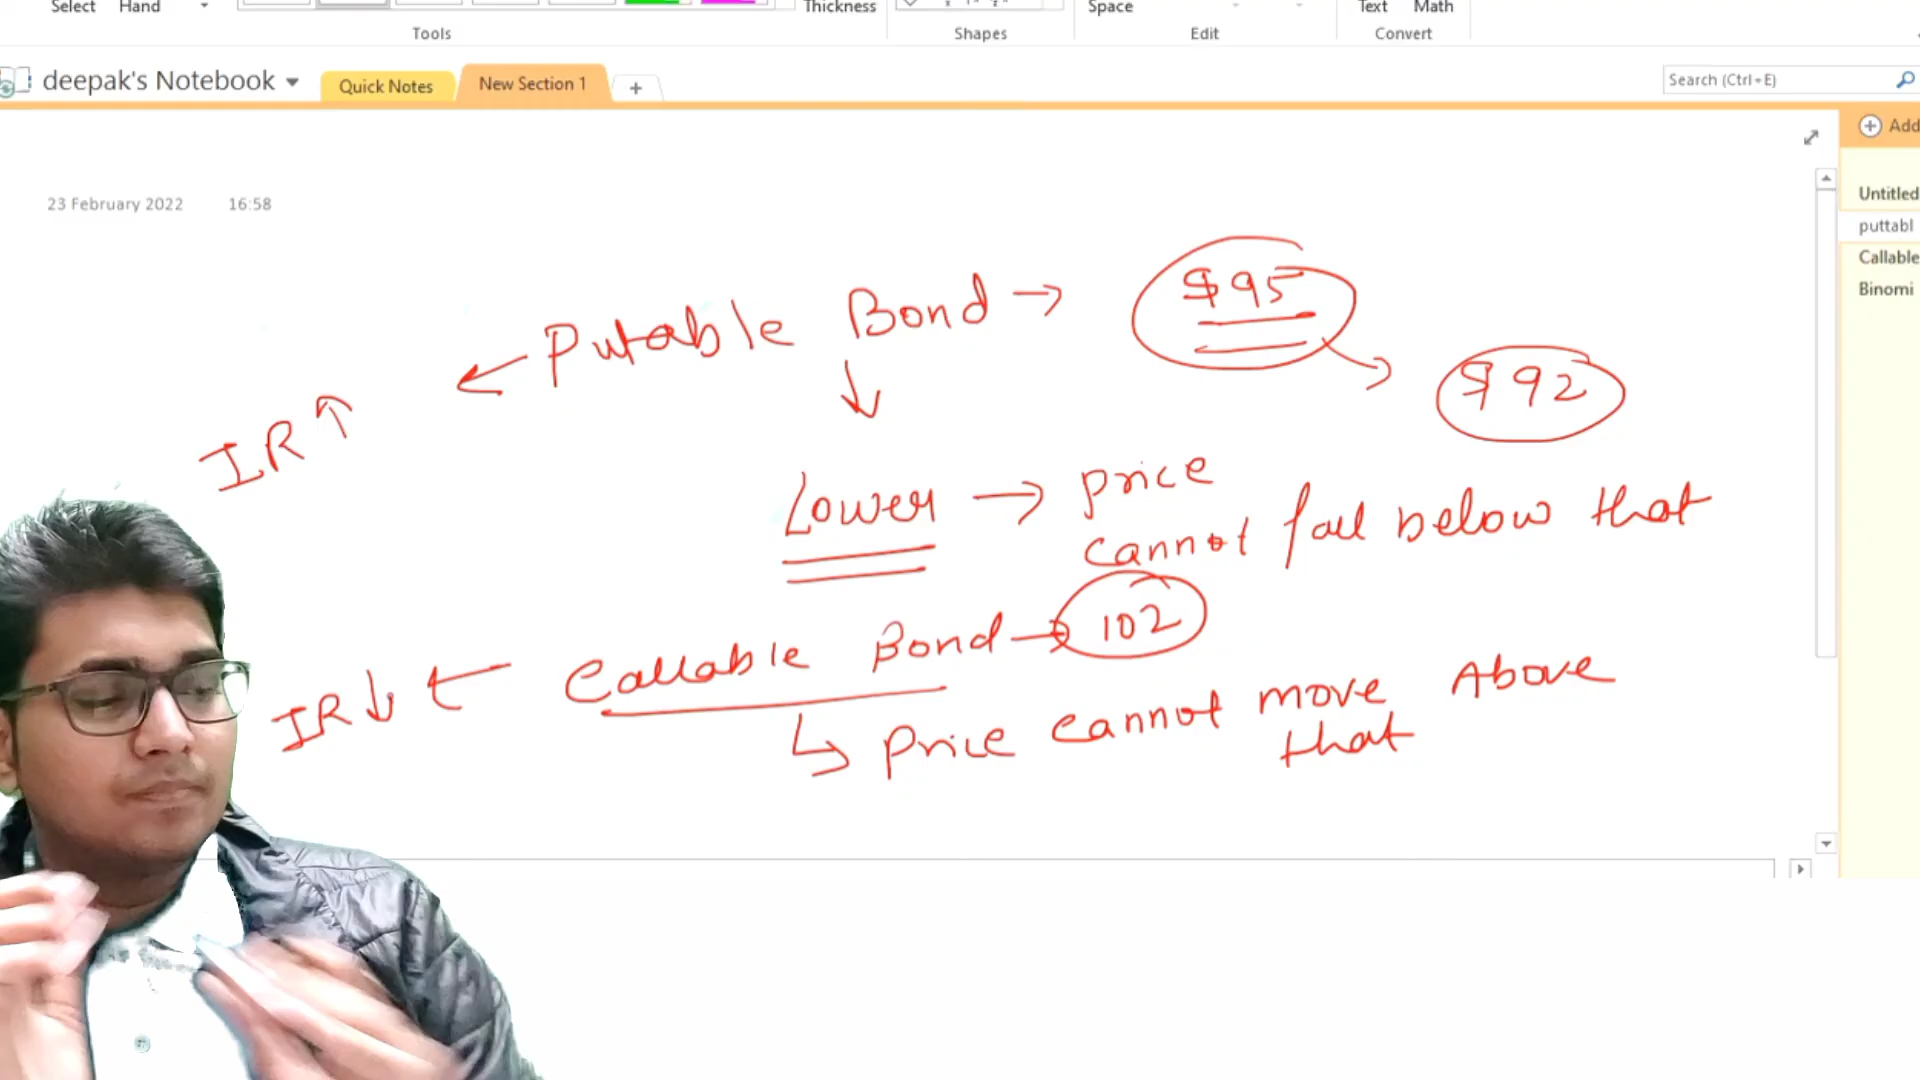 Select Hand Thickness Space Text Math
Tools Shapes Edit Convert
deepak's Notebook Quick Notes New Section 1 + Search (Ctrl+E)
Add
23 February 2022 16:58
Untitled
puttabl
Callable
Binomi
Putable Bond → $95
→ $92
← IR ↑
↓
Lower → price
cannot fall below that
IR ↓ ← Callable Bond → 102
↳ Price cannot move Above
that